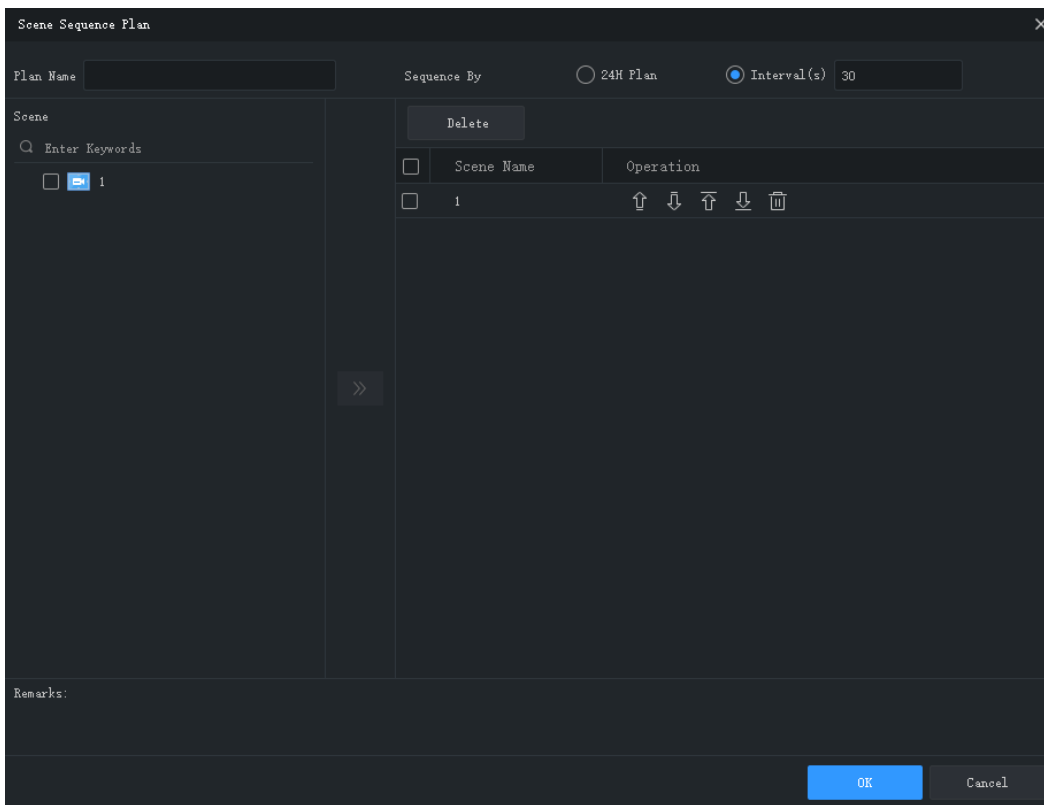 Scene Sequence Plan
Plan Name
Sequence By 24H Plan Interval(s) 30
Scene
Enter Keywords
1
Delete
Scene Name Operation
1
Remarks:
OK Cancel